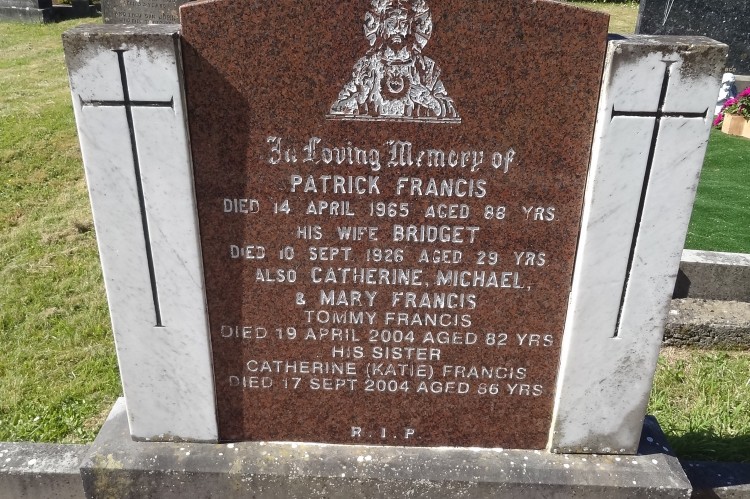 In Loving Memory of
PATRICK FRANCIS
DIED 14 APRIL 1965 AGED 88 YRS
HIS WIFE BRIDGET
DIED 10 SEPT 1926 AGED 29 YRS
ALSO CATHERINE, MICHAEL,
& MARY FRANCIS
TOMMY FRANCIS
DIED 19 APRIL 2004 AGED 82 YRS
HIS SISTER
CATHERINE (KATIE) FRANCIS
DIED 17 SEPT 2004 AGED 86 YRS
R.I.P